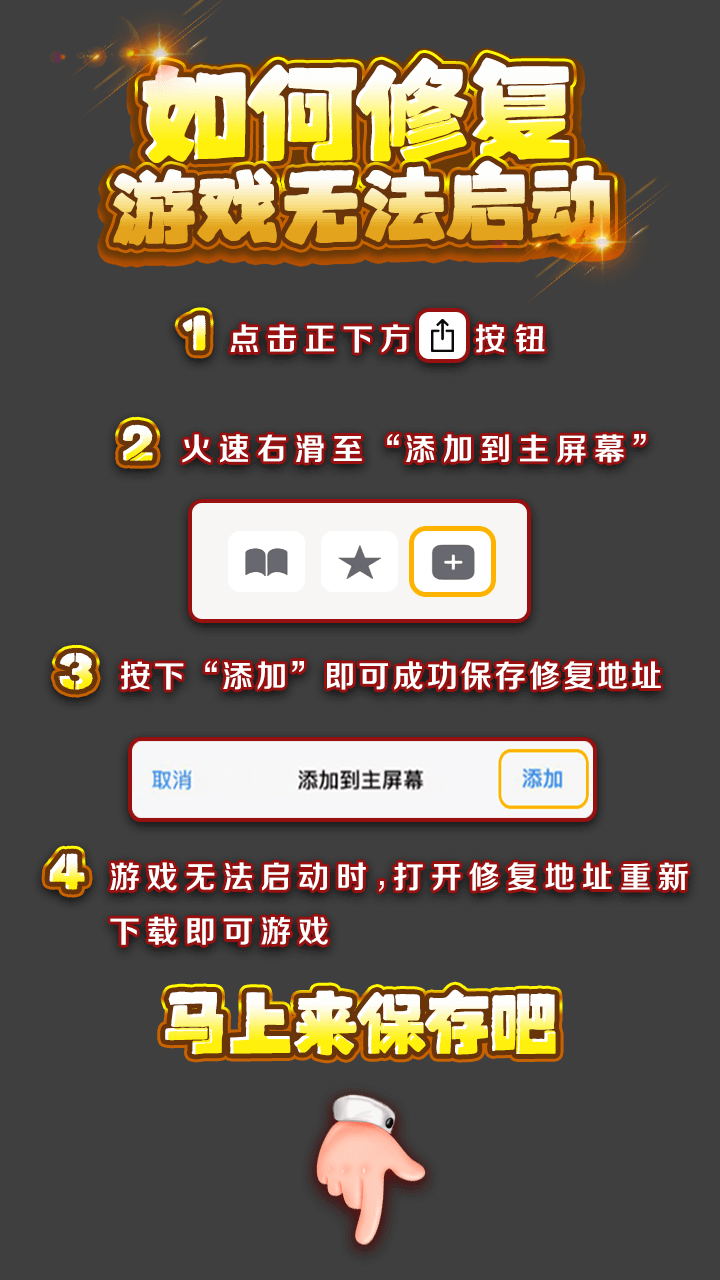 如何修复
游戏无法启动
1 点击正下方按钮
2 火速右滑至“添加到主屏幕”
3 按下“添加”即可成功保存修复地址
取消 添加到主屏幕 添加
4 游戏无法启动时,打开修复地址重新
下载即可游戏
马上来保存吧